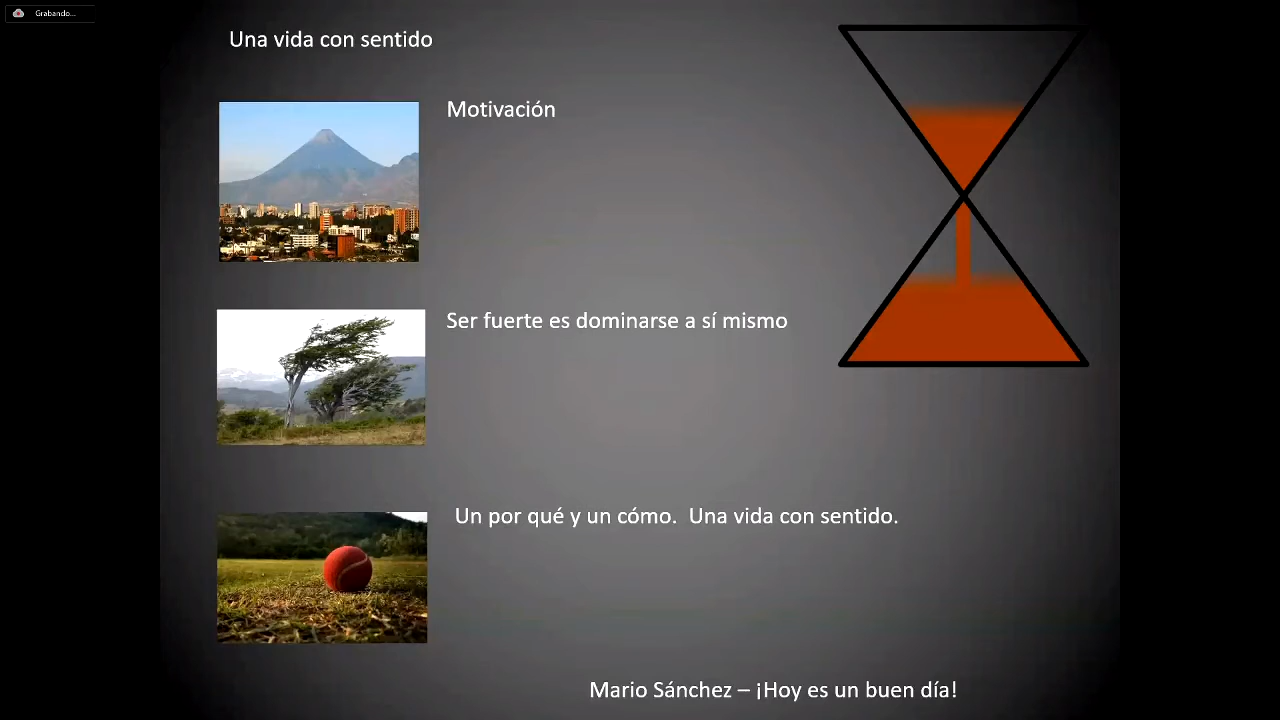 Grabando...
Una vida con sentido
Motivación
Ser fuerte es dominarse a sí mismo
Un por qué y un cómo.  Una vida con sentido.
Mario Sánchez – ¡Hoy es un buen día!